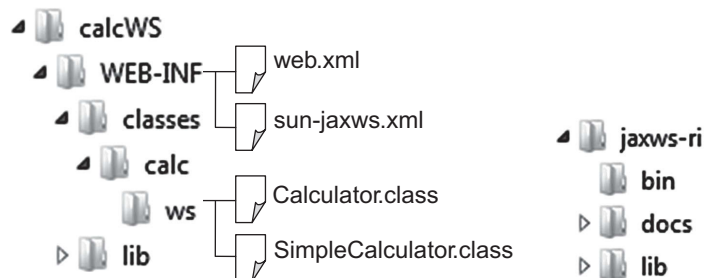 calcWS
WEB-INF
web.xml
sun-jaxws.xml
classes
calc
ws
Calculator.class
SimpleCalculator.class
lib
jaxws-ri
bin
docs
lib